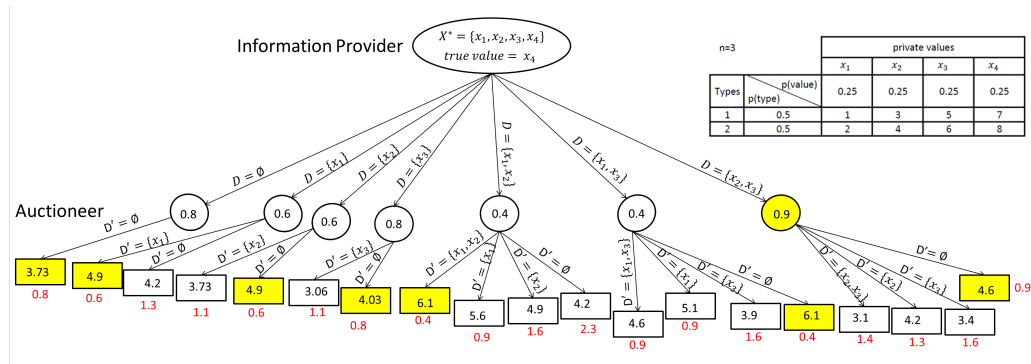 Information Provider
X* = {x₁, x₂, x₃, x₄}
true value = x₄
n=3
private values
x₁ x₂ x₃ x₄
Types p(value) p(type) 0.25 0.25 0.25 0.25
1 0.5 1 3 5 7
2 0.5 2 4 6 8
D = ∅
D = {x₁}
D = {x₂}
D = {x₃}
D = {x₁, x₂}
D = {x₁, x₃}
D = {x₂, x₃}
Auctioneer
0.8 0.6 0.6 0.8 0.4 0.4 0.9
D' = ∅
D' = {x₁}
D' = ∅
D' = {x₂}
D' = ∅
D' = {x₃}
D' = ∅
D' = {x₁, x₂}
D' = {x₁}
D' = {x₂}
D' = ∅
D' = {x₁, x₃}
D' = {x₁}
D' = {x₃}
D' = ∅
D' = {x₂, x₃}
D' = {x₂}
D' = {x₃}
D' = ∅
3.73 4.9 4.2 3.73 4.9 3.06 4.03 6.1 5.6 4.9 4.2 4.6 5.1 3.9 6.1 3.1 4.2 3.4 4.6
0.8 0.6 1.3 1.1 0.6 1.1 0.8 0.4 0.9 1.6 2.3 0.9 0.9 1.6 0.4 1.4 1.3 1.6 0.9